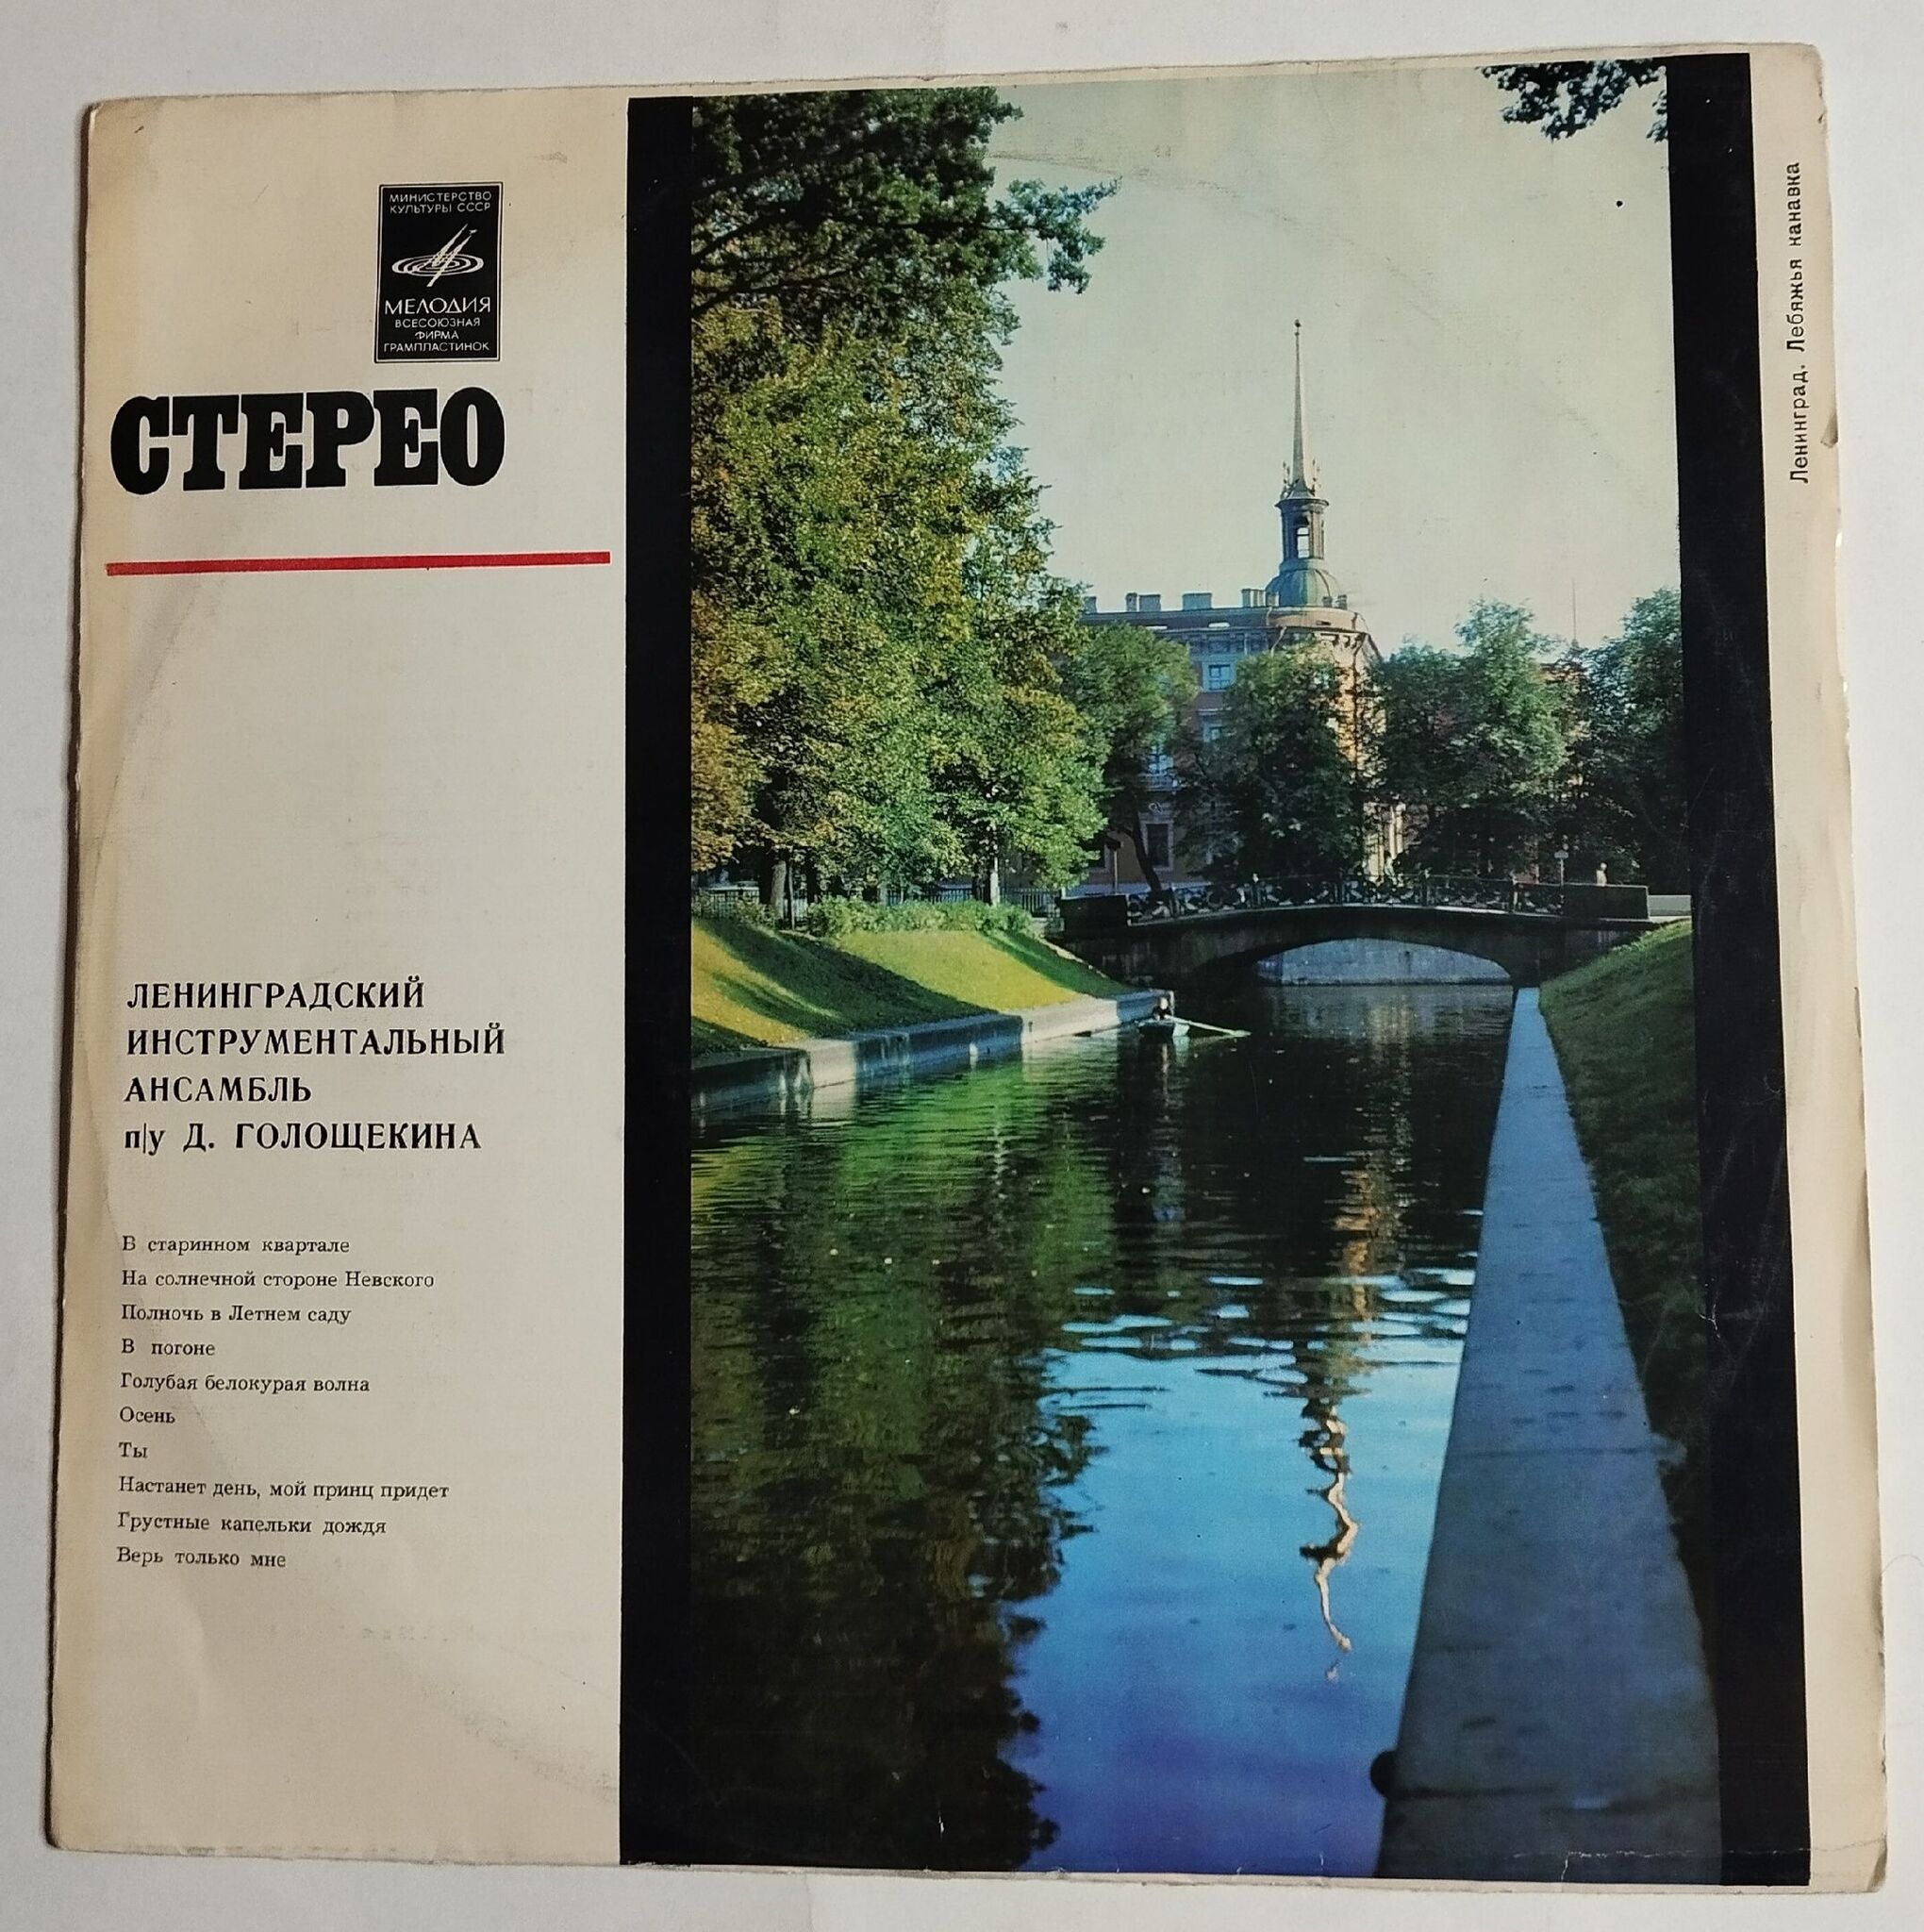 МИНИСТЕРСТВО
КУЛЬТУРЫ СССР
МЕЛОДИЯ
ВСЕСОЮЗНАЯ
ФИРМА
ГРАМПЛАСТИНОК
СТЕРЕО
ЛЕНИНГРАДСКИЙ
ИНСТРУМЕНТАЛЬНЫЙ
АНСАМБЛЬ
п/у Д. ГОЛОЩЕКИНА
В старинном квартале
На солнечной стороне Невского
Полночь в Летнем саду
В погоне
Голубая белокурая волна
Осень
Ты
Настанет день, мой принц придет
Грустные капельки дождя
Верь только мне
Ленинград. Лебяжья канавка